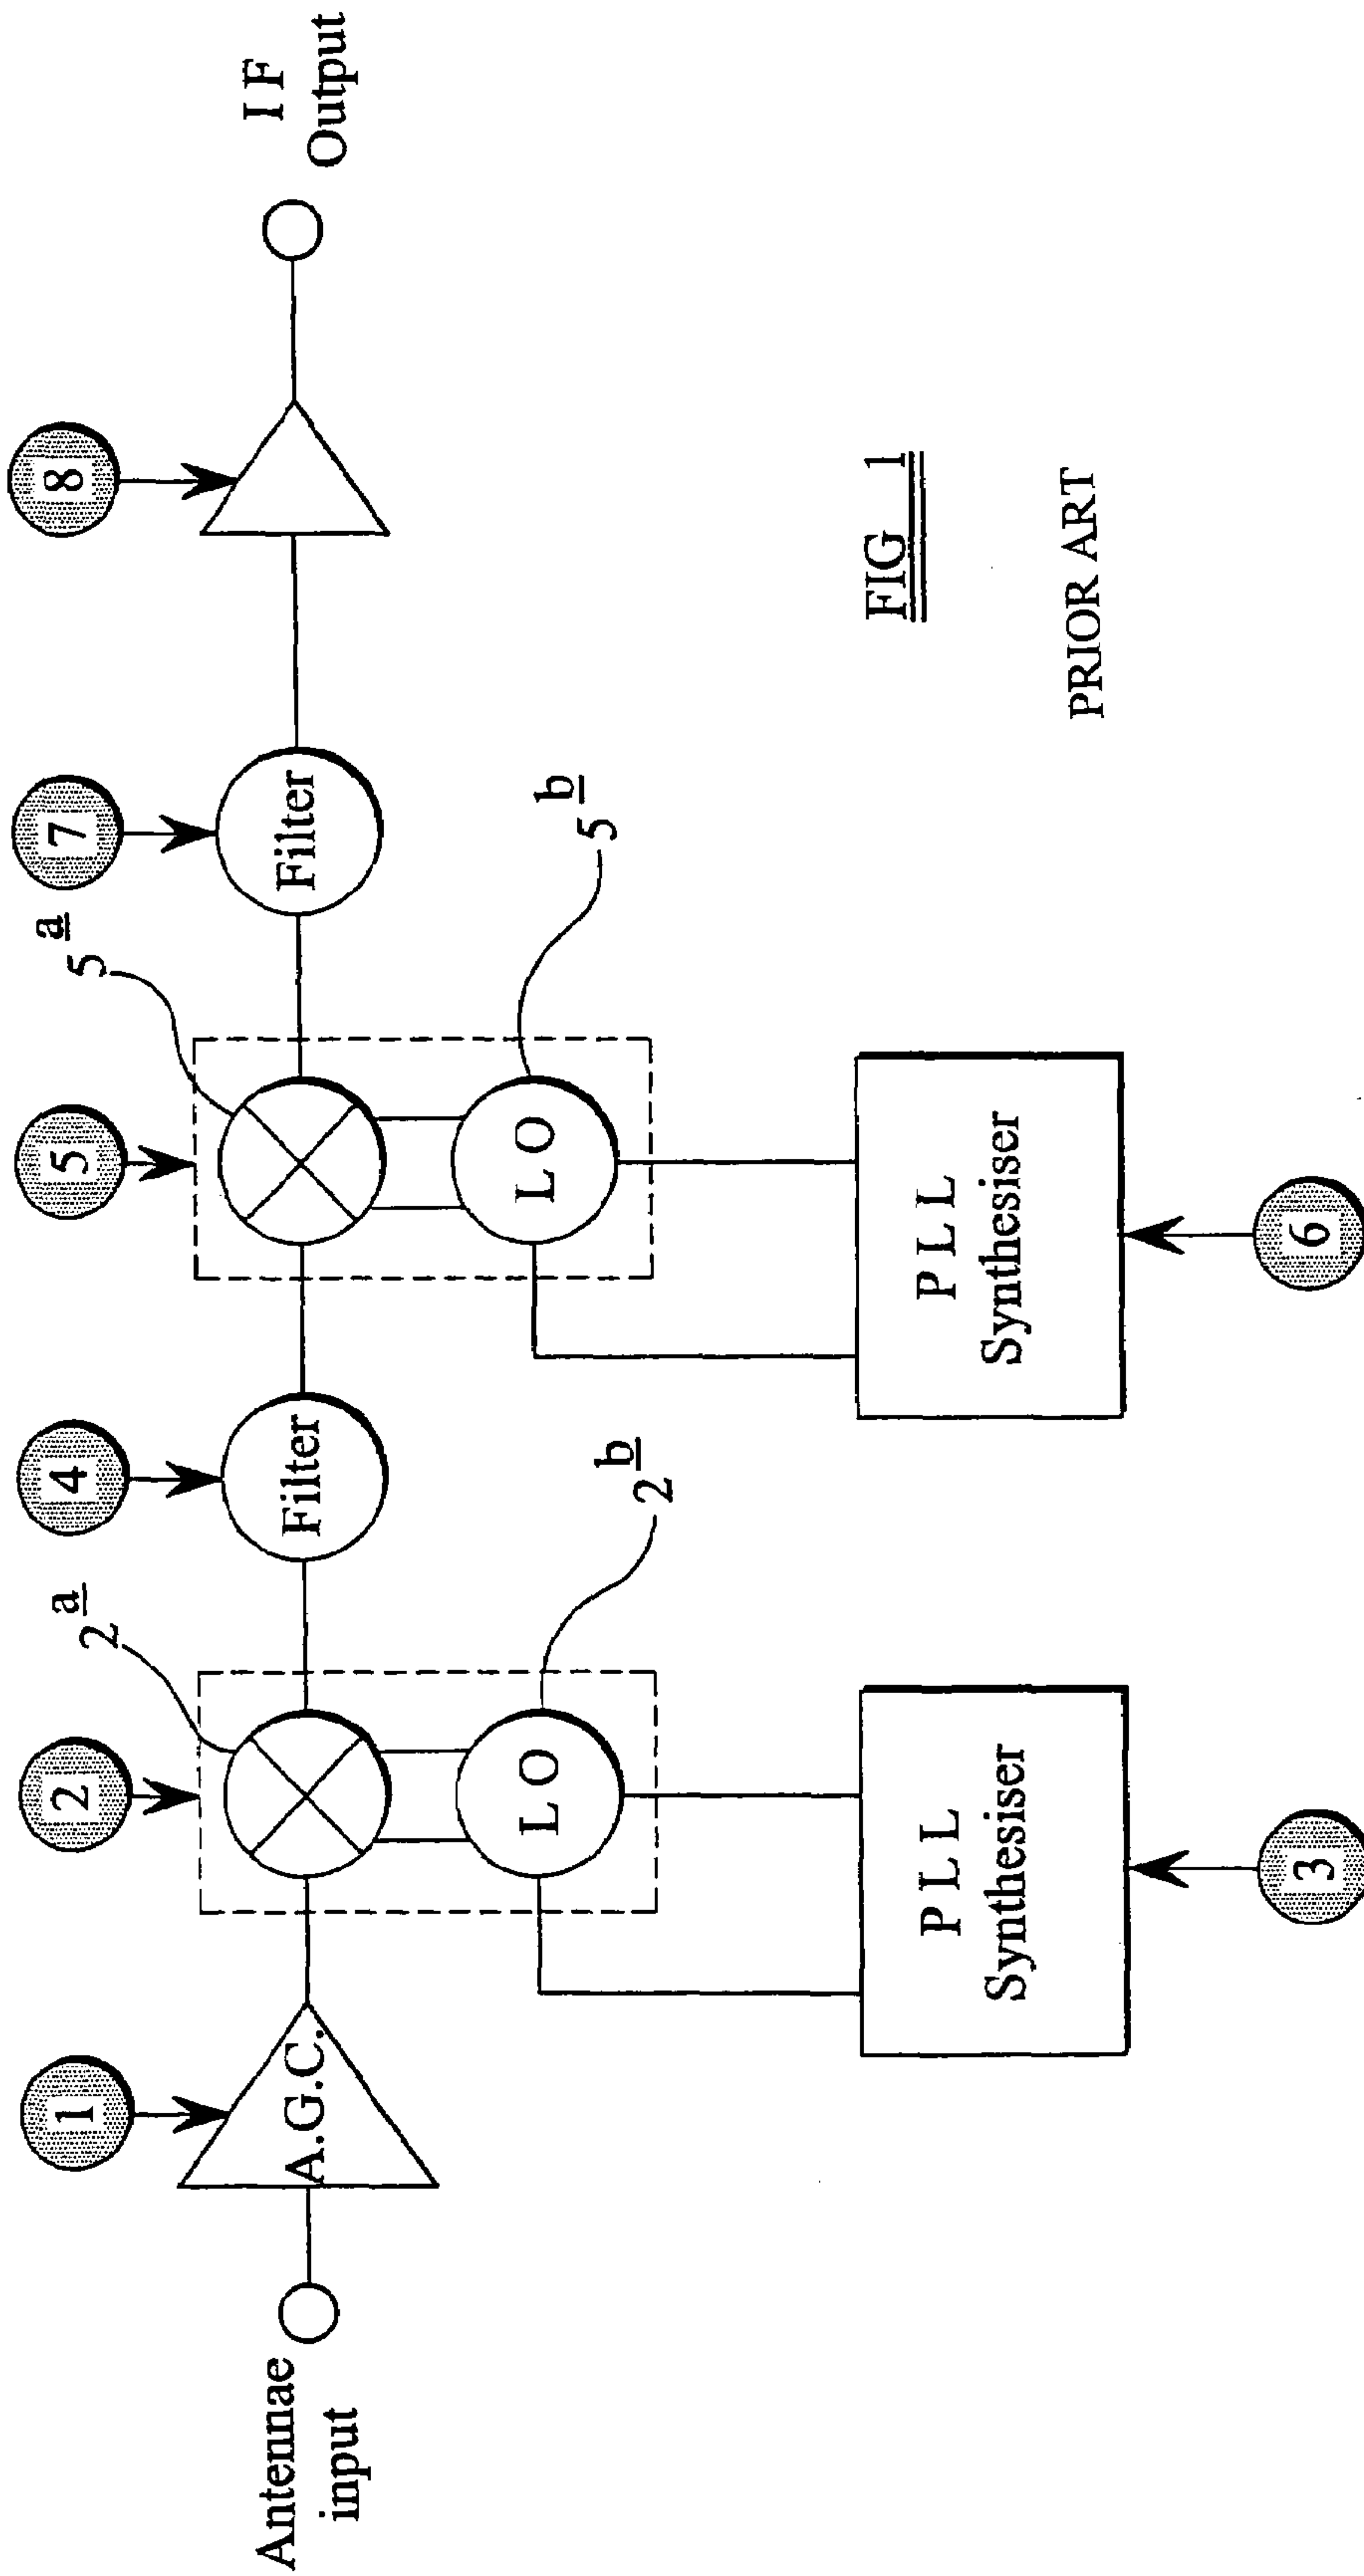 1
2
2a
4
5
5a
7
8
Antennae
input
A.G.C.
Filter
Filter
I F
Output
L O
2b
L O
5b
P L L
Synthesiser
P L L
Synthesiser
3
6
FIG 1
PRIOR ART